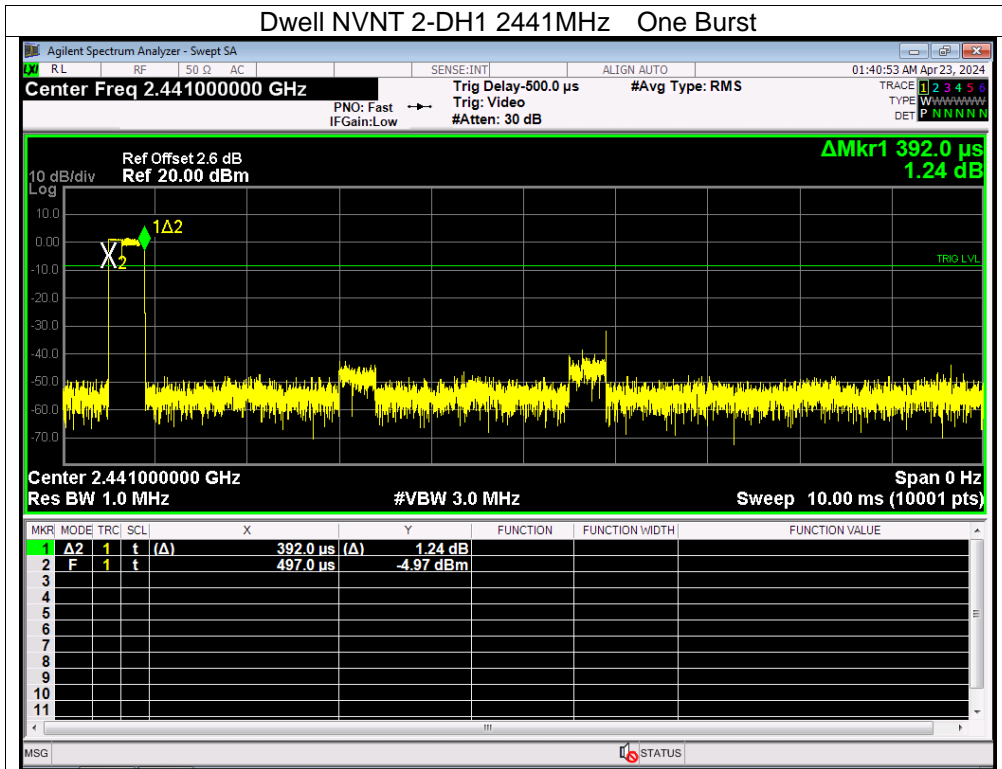 Dwell NVNT 2-DH1 2441MHz One Burst
Agilent Spectrum Analyzer - Swept SA
LXI RL RF 50 Ω AC SENSE:INT ALIGN AUTO 01:40:53 AM Apr 23, 2024
Center Freq 2.441000000 GHz Trig Delay-500.0 µs #Avg Type: RMS TRACE 1 2 3 4 5 6
PNO: Fast Trig: Video TYPE WWWWWWW
IFGain:Low #Atten: 30 dB DET P N N N N N
ΔMkr1 392.0 µs
Ref Offset 2.6 dB
10 dB/div Ref 20.00 dBm 1.24 dB
Log
10.0
1Δ2
0.00
X2
TRIG LVL
-10.0
-20.0
-30.0
-40.0
-50.0
-60.0
-70.0
Center 2.441000000 GHz Span 0 Hz
Res BW 1.0 MHz #VBW 3.0 MHz Sweep 10.00 ms (10001 pts)
MKR MODE TRC SCL X Y FUNCTION FUNCTION WIDTH FUNCTION VALUE
1 Δ2 1 t (Δ) 392.0 µs (Δ) 1.24 dB
2 F 1 t 497.0 µs -4.97 dBm
3
4
5
6
7
8
9
10
11
MSG STATUS